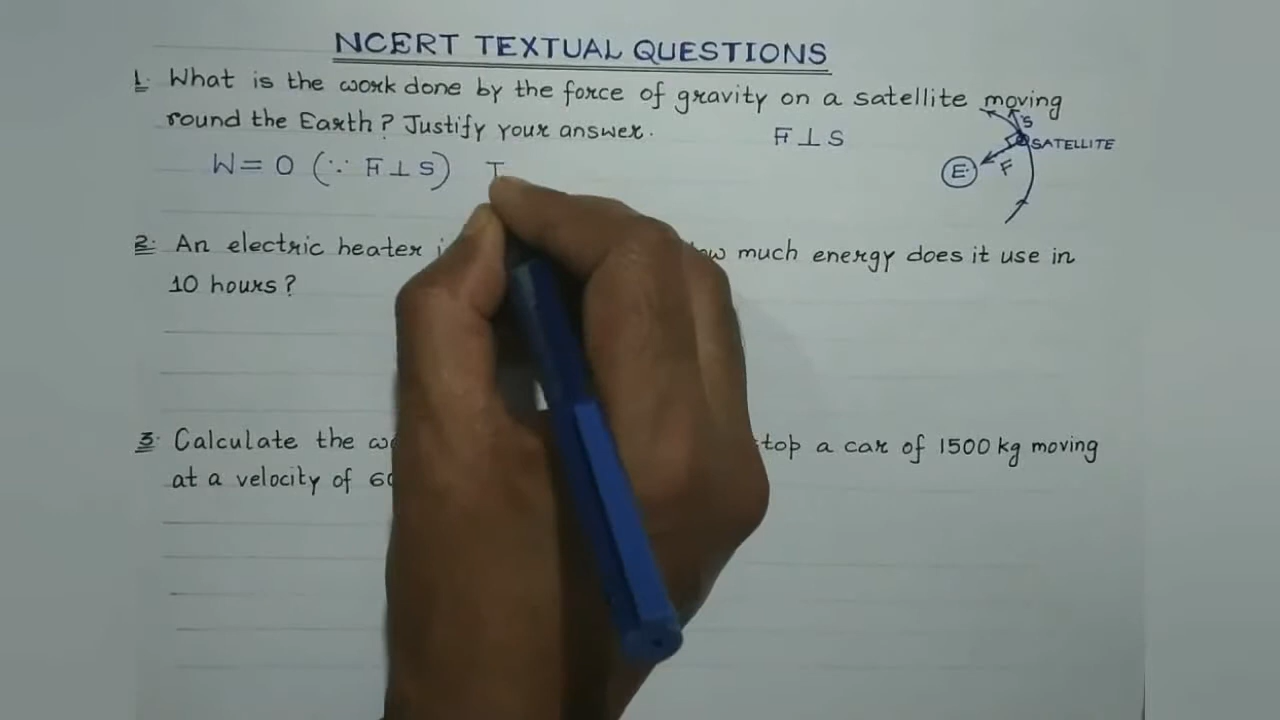 NCERT TEXTUAL QUESTIONS
1. What is the work done by the force of gravity on a satellite moving
round the Earth? Justify your answer.
F ⊥ S
S
SATELLITE
E
F
W = 0 (∵ F ⊥ S)
2. An electric heater
how much energy does it use in
10 hours?
3. Calculate the
stop a car of 1500 kg moving
at a velocity of